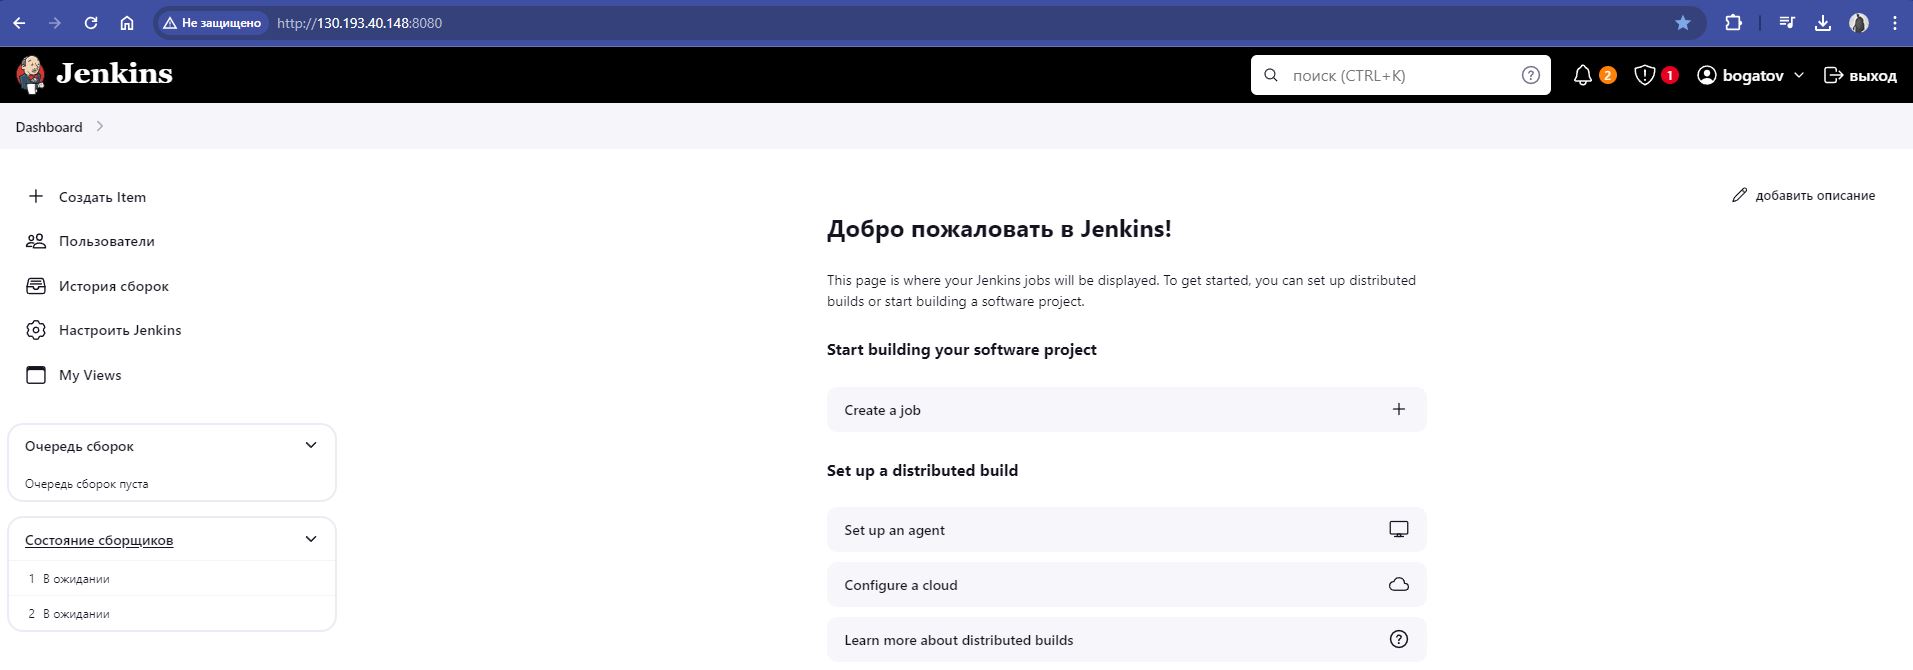 Не защищено http://130.193.40.148:8080
Jenkins поиск (CTRL+K) 2 1 bogatov выход
Dashboard
Создать Item
Пользователи
История сборок
Настроить Jenkins
My Views
Очередь сборок
Очередь сборок пуста
Состояние сборщиков
1 В ожидании
2 В ожидании
добавить описание
Добро пожаловать в Jenkins!
This page is where your Jenkins jobs will be displayed. To get started, you can set up distributed
builds or start building a software project.
Start building your software project
Create a job
Set up a distributed build
Set up an agent
Configure a cloud
Learn more about distributed builds